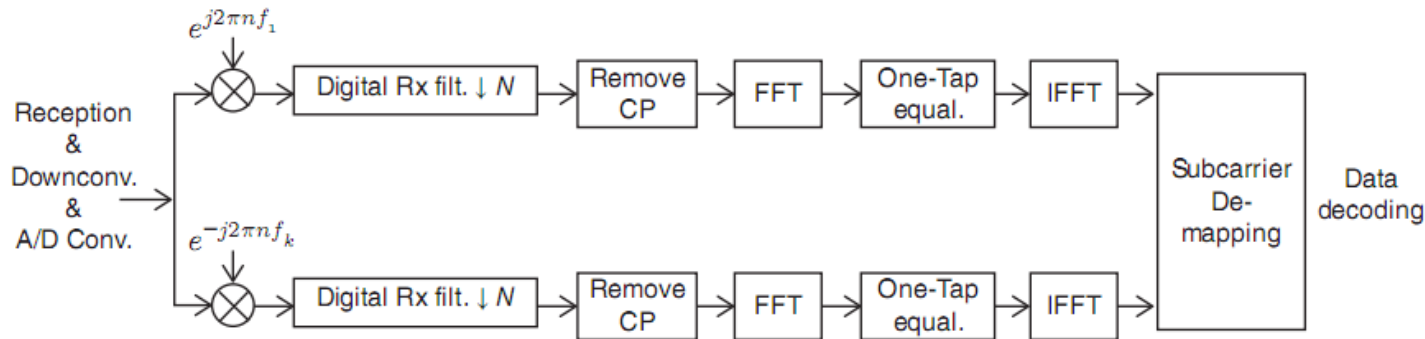 e^{j2πnf_1}
Digital Rx filt. ↓ N
Remove
CP
FFT
One-Tap
equal.
IFFT
Reception
&
Downconv.
&
A/D Conv.
Subcarrier
De-
mapping
Data
decoding
e^{-j2πnf_k}
Digital Rx filt. ↓ N
Remove
CP
FFT
One-Tap
equal.
IFFT